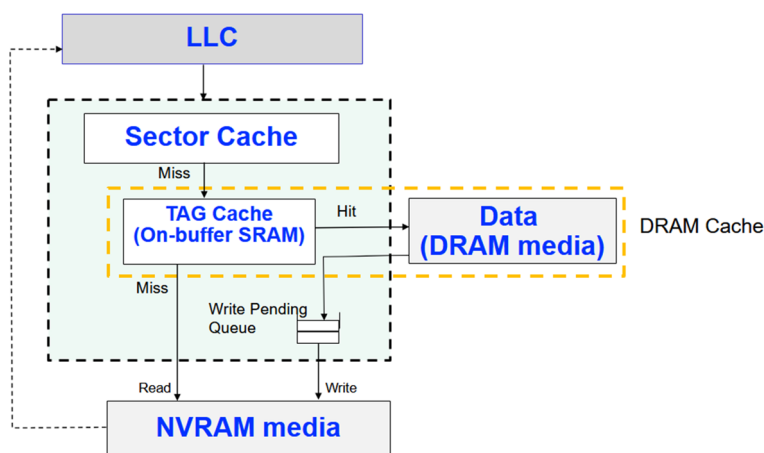 LLC
Sector Cache
Miss
TAG Cache
(On-buffer SRAM)
Hit
Data
(DRAM media)
DRAM Cache
Miss
Write Pending
Queue
Read
Write
NVRAM media